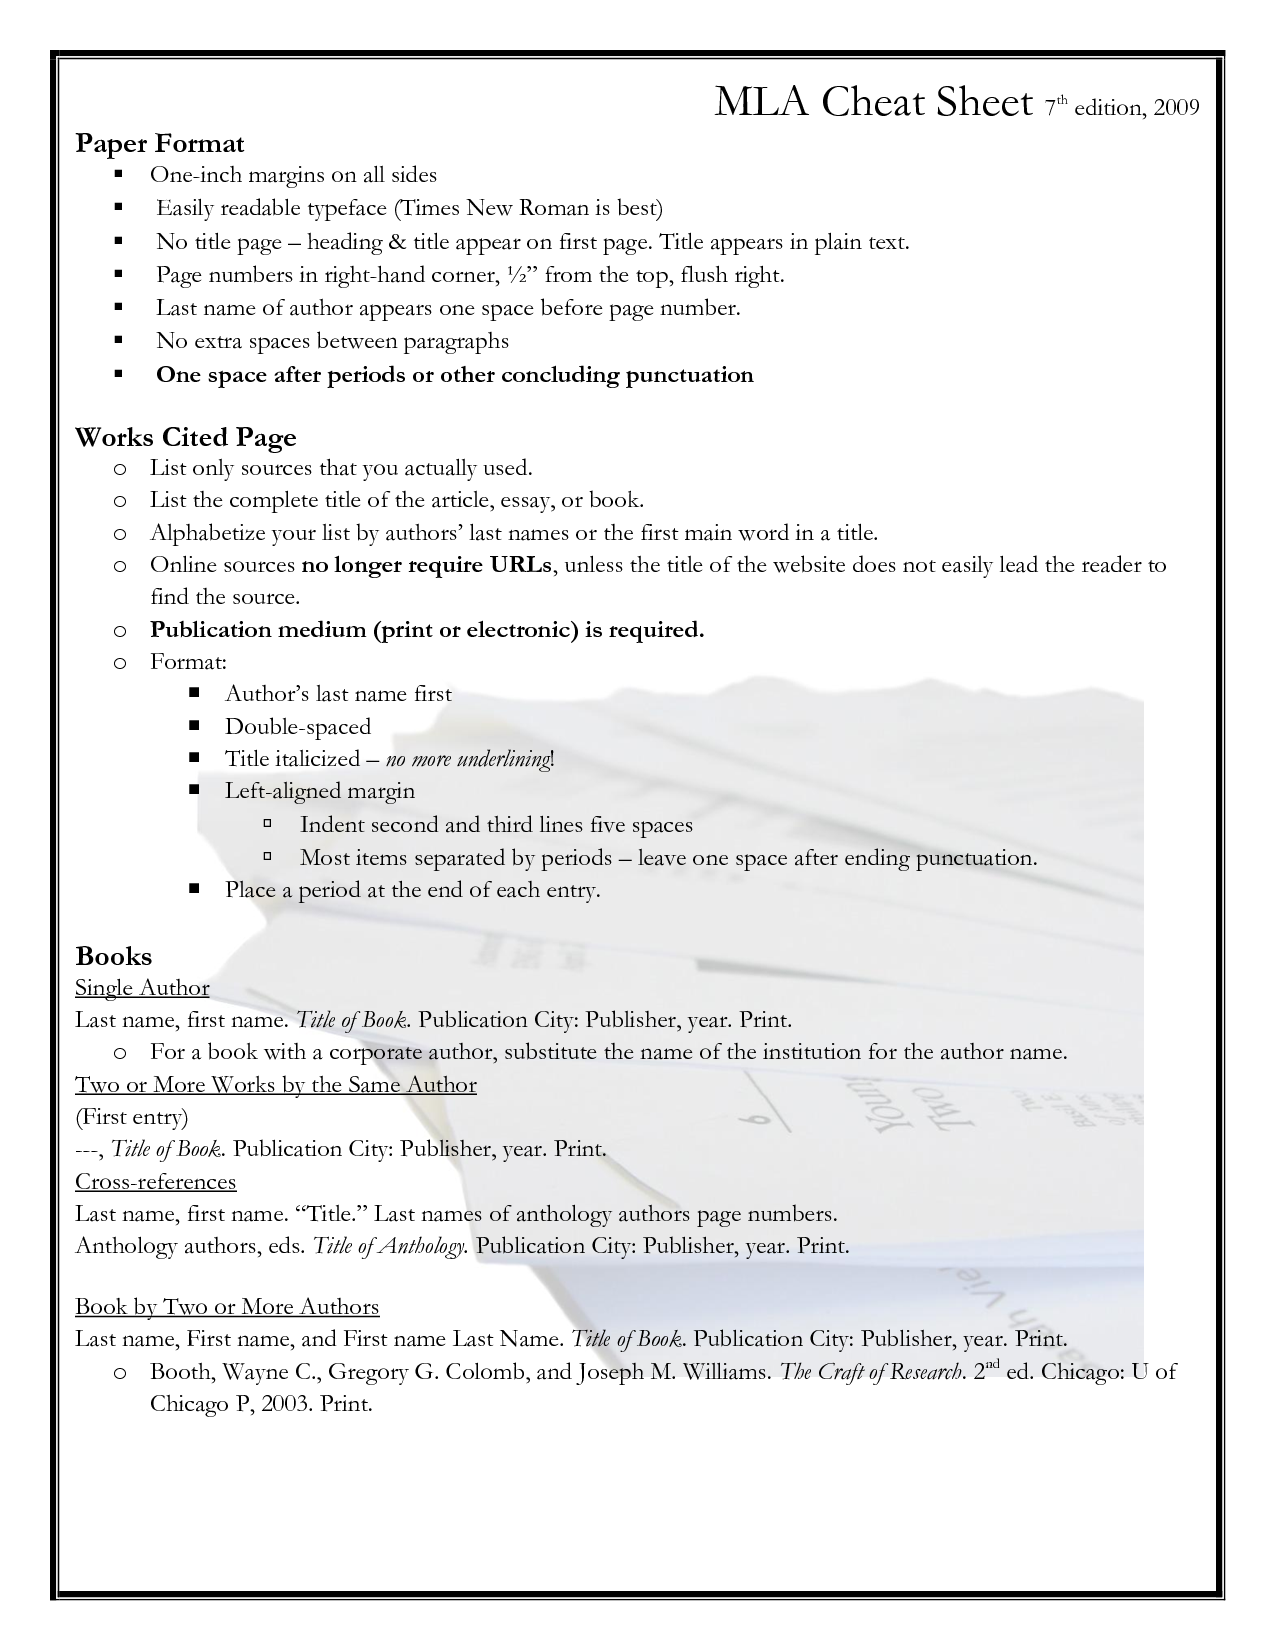 MLA Cheat Sheet 7th edition, 2009
Paper Format
▪ One-inch margins on all sides
▪ Easily readable typeface (Times New Roman is best)
▪ No title page – heading & title appear on first page. Title appears in plain text.
▪ Page numbers in right-hand corner, ½” from the top, flush right.
▪ Last name of author appears one space before page number.
▪ No extra spaces between paragraphs
▪ One space after periods or other concluding punctuation
Works Cited Page
o List only sources that you actually used.
o List the complete title of the article, essay, or book.
o Alphabetize your list by authors’ last names or the first main word in a title.
o Online sources no longer require URLs, unless the title of the website does not easily lead the reader to
find the source.
o Publication medium (print or electronic) is required.
o Format:
▪ Author’s last name first
▪ Double-spaced
▪ Title italicized – no more underlining!
▪ Left-aligned margin
▫ Indent second and third lines five spaces
▫ Most items separated by periods – leave one space after ending punctuation.
▪ Place a period at the end of each entry.
Books
Single Author
Last name, first name. Title of Book. Publication City: Publisher, year. Print.
o For a book with a corporate author, substitute the name of the institution for the author name.
Two or More Works by the Same Author
(First entry)
---, Title of Book. Publication City: Publisher, year. Print.
Cross-references
Last name, first name. “Title.” Last names of anthology authors page numbers.
Anthology authors, eds. Title of Anthology. Publication City: Publisher, year. Print.
Book by Two or More Authors
Last name, First name, and First name Last Name. Title of Book. Publication City: Publisher, year. Print.
o Booth, Wayne C., Gregory G. Colomb, and Joseph M. Williams. The Craft of Research. 2nd ed. Chicago: U of
Chicago P, 2003. Print.
Young
Two